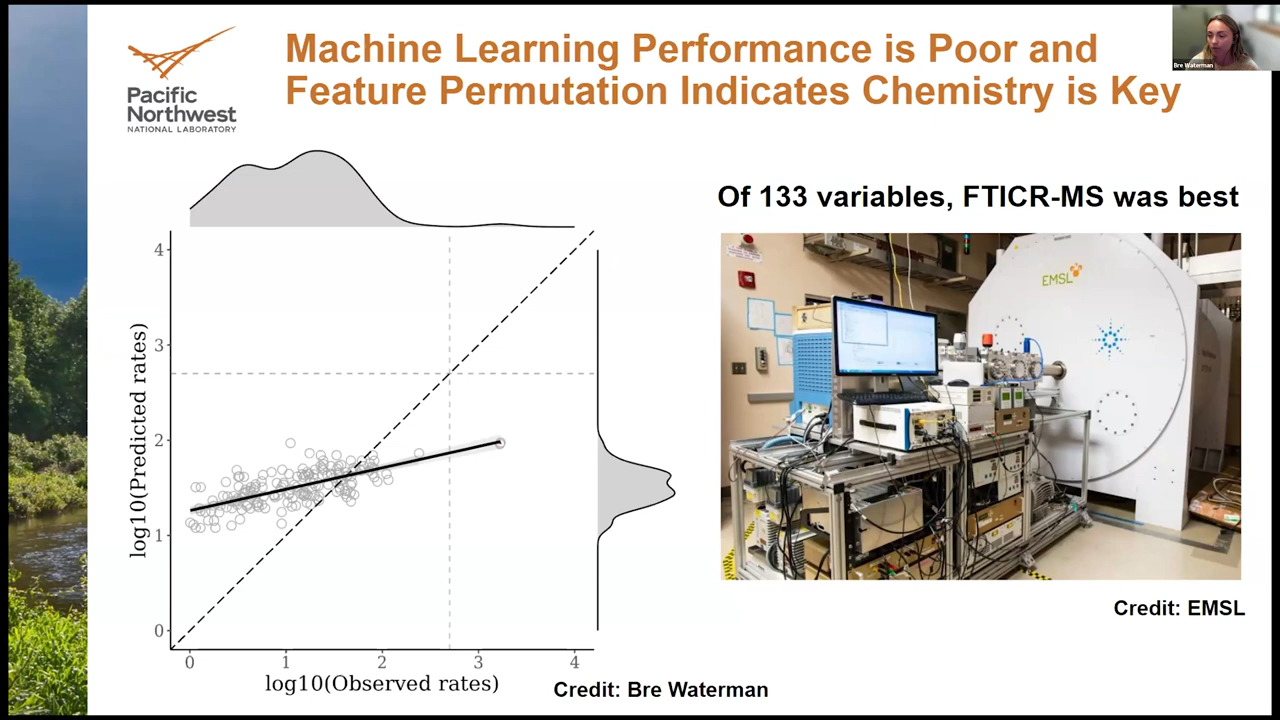 Pacific
Northwest
NATIONAL LABORATORY
Machine Learning Performance is Poor and
Feature Permutation Indicates Chemistry is Key
Bre Waterman
Of 133 variables, FTICR-MS was best
4
3
2
1
0
log10(Predicted rates)
0 1 2 3 4
log10(Observed rates)
EMSL
Credit: EMSL
Credit: Bre Waterman